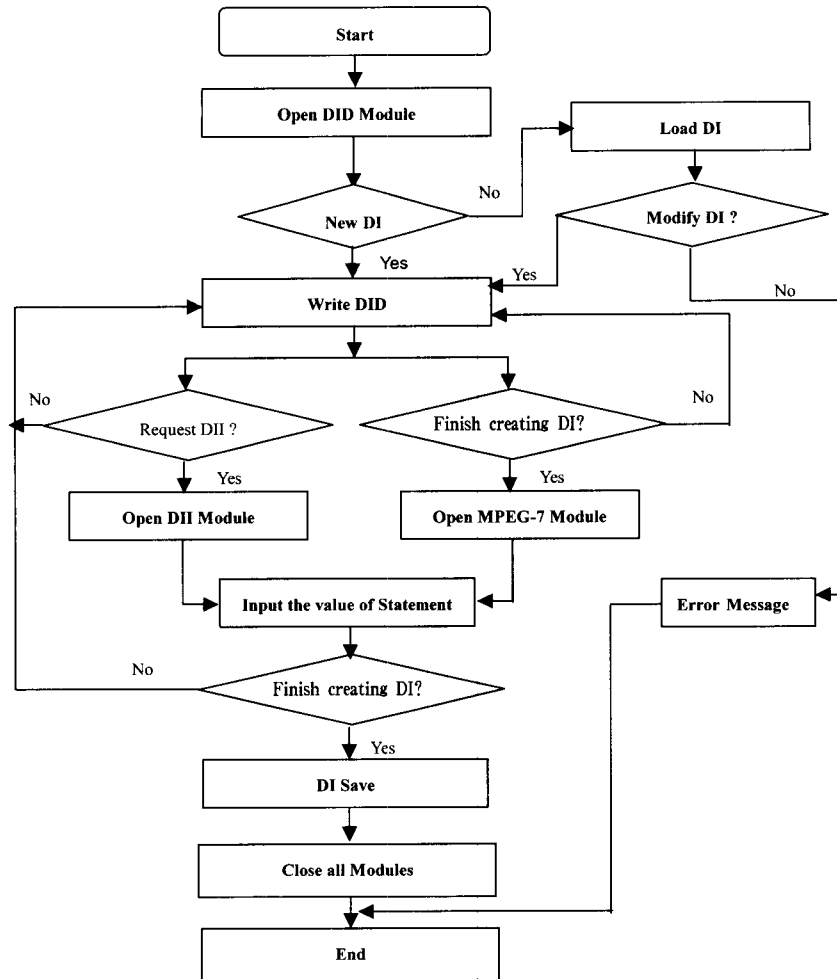 Start
Open DID Module
Load DI
No
New DI
Modify DI ?
Yes
Yes
No
Write DID
No
Request DII ?
Finish creating DI?
No
Yes
Yes
Open DII Module
Open MPEG-7 Module
Input the value of Statement
Error Message
No
Finish creating DI?
Yes
DI Save
Close all Modules
End